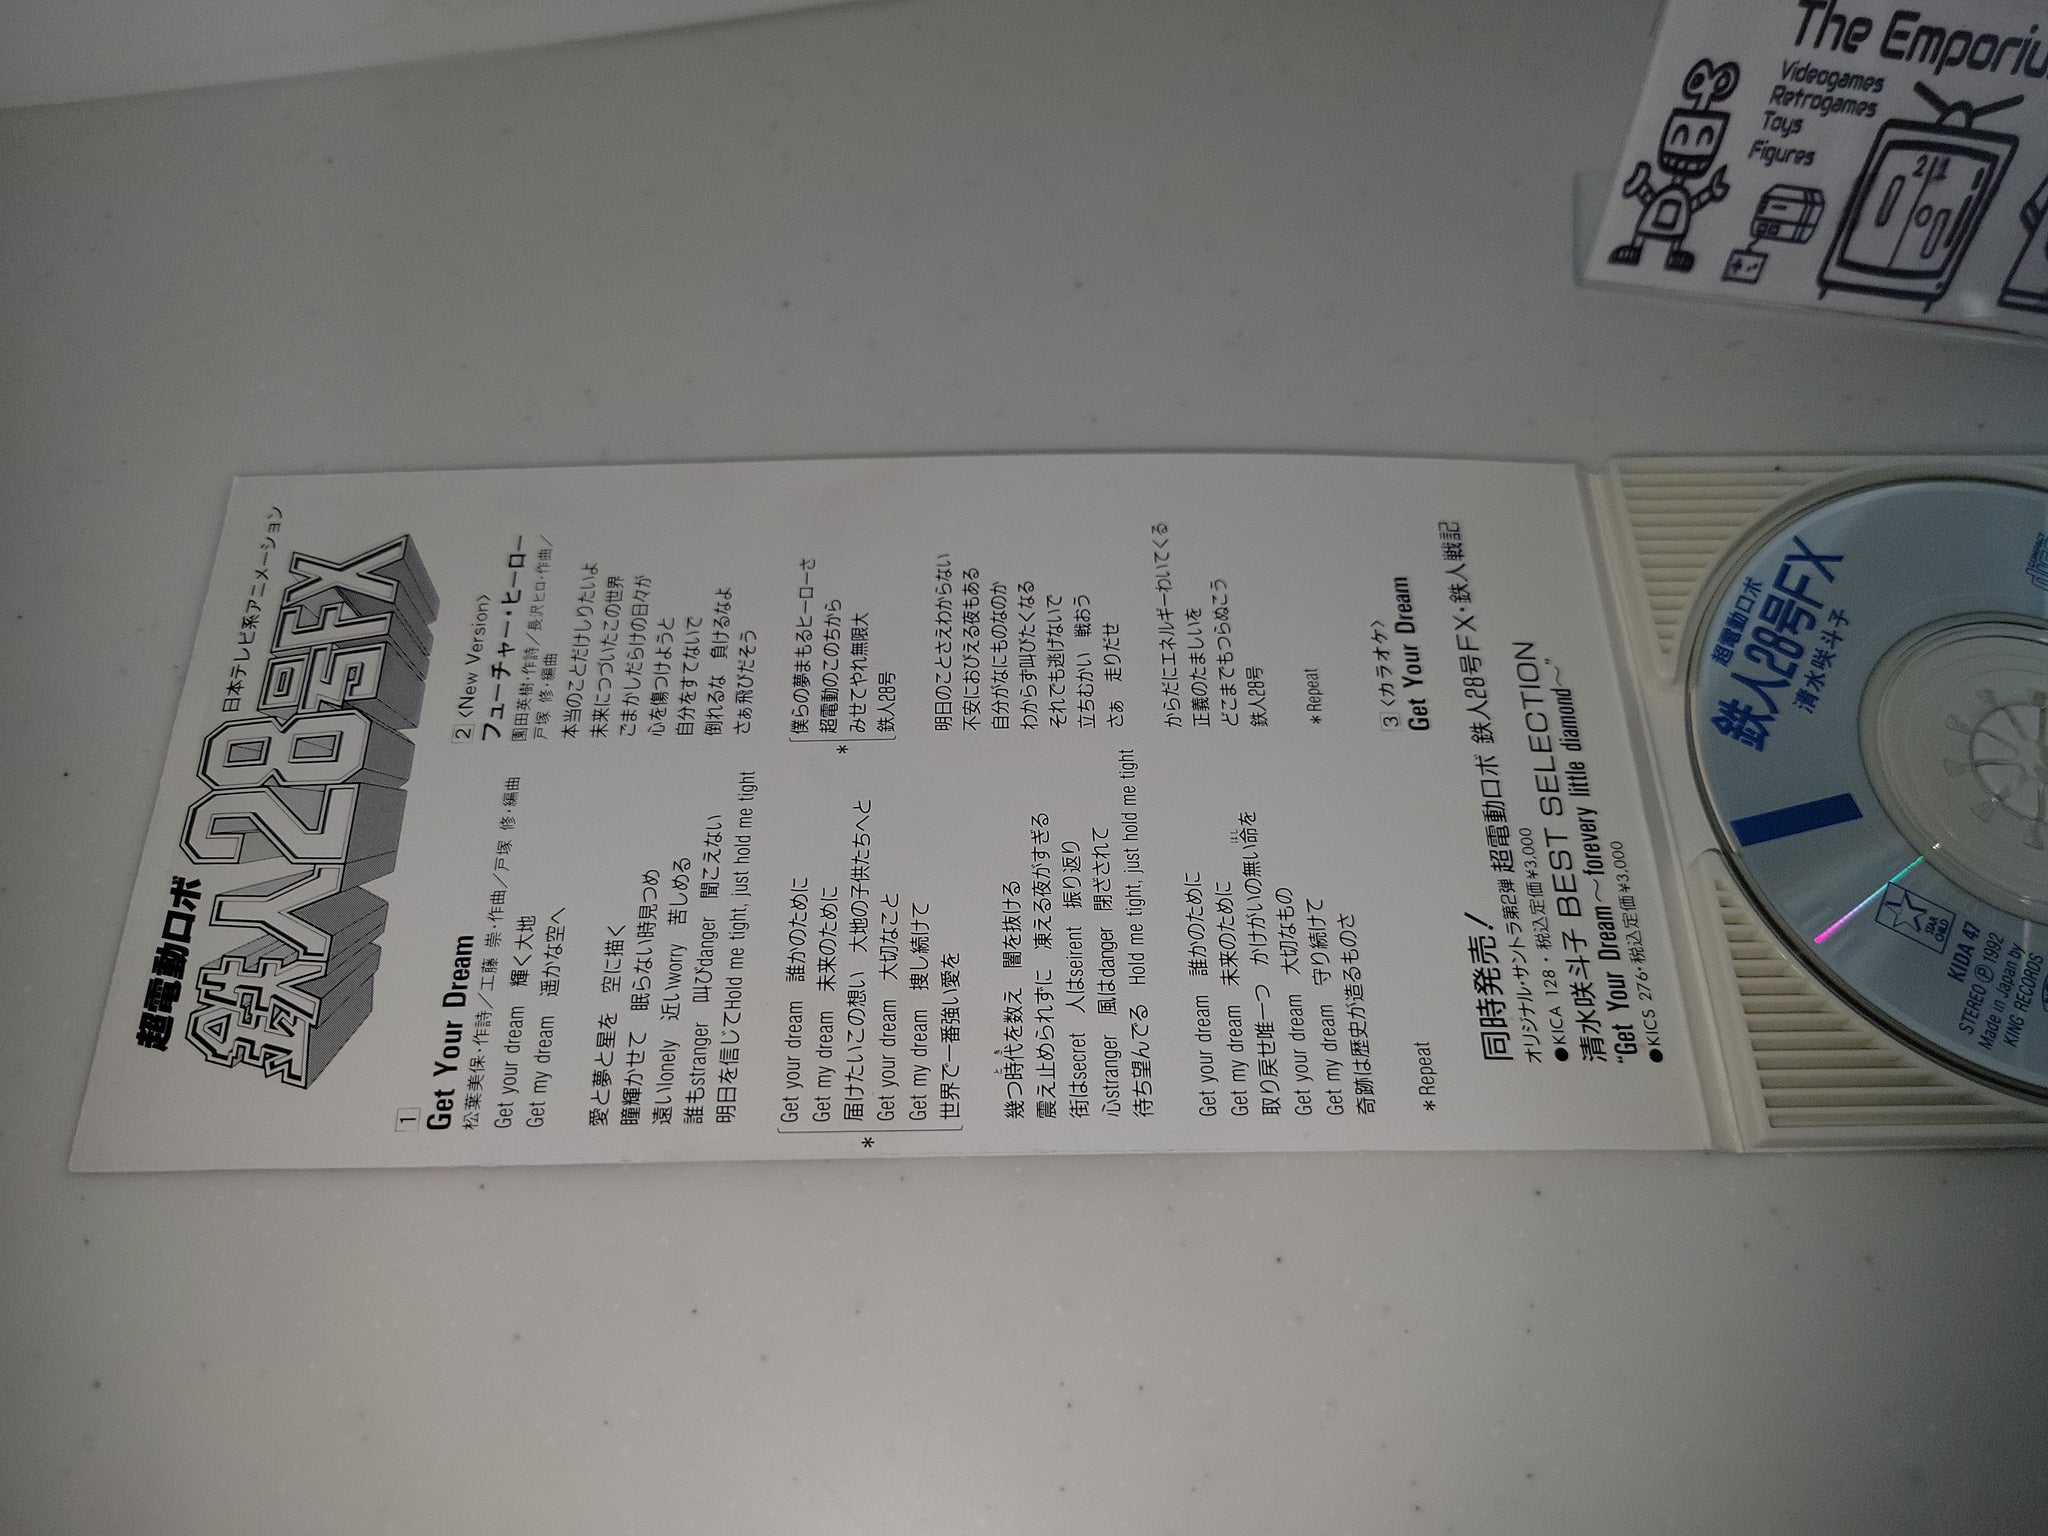 超電動ロボ
日本テレビ系アニメーション
鉄人28号FX
1
Get Your Dream
松葉美保・作詩／工藤 崇・作曲／戸塚 修・編曲
Get your dream 輝く大地
Get my dream 遥かな空へ
愛と夢と星を 空に描く
瞳輝かせて 眠らない時見つめ
遠いlonely 近いworry 苦しめる
誰もstranger 叫びdanger 聞こえない
明日を信じてHold me tight, just hold me tight
*
Get your dream 誰かのために
Get my dream 未来のために
届けたいこの想い 大地の子供たちへと
Get your dream 大切なこと
Get my dream 捜し続けて
世界で一番強い愛を
幾つ時代を数え 闇を抜ける
とき
震え止められずに 凍える夜がすぎる
街はsecret 人はseirent 振り返り
心stranger 風はdanger 閉ざされて
待ち望んでる Hold me tight, just hold me tight
Get your dream 誰かのために
Get my dream 未来のために
取り戻せ唯一つ かけがいの無い命を
Get your dream 大切なもの
Get my dream 守り続けて
奇跡は歴史が造るものさ
*Repeat
2〈New Version〉
フューチャー・ヒーロー
園田英樹・作詩／長沢ヒロ・作曲／
戸塚 修・編曲
本当のことだけしりたいよ
未来につづいたこの世界
ごまかしだらけの日々が
心を傷つけようと
自分をすてないで
倒れるな 負けるなよ
さぁ飛びだそう
*
僕らの夢まもるヒーローさ
超電動のこのちから
みせてやれ無限大
鉄人28号
明日のことさえわからない
不安におびえる夜もある
自分がなにものなのか
わからず叫びたくなる
それでも逃げないで
立ちむかい 戦おう
さぁ 走りだせ
からだにエネルギーわいてくる
正義のたましいを
どこまでもつらぬこう
鉄人28号
*Repeat
3〈カラオケ〉
Get Your Dream
同時発売！
オリジナル・サントラ第2弾 超電動ロボ 鉄人28号FX・鉄人戦記
●KICA 128・税込定価¥3,000
清水咲斗子 BEST SELECTION
"Get Your Dream～forevery little diamond～"
●KICS 276・税込定価¥3,000
超電動ロボ
鉄人28号FX
清水咲斗子
STAR CHILD
KIDA 47
STEREO Ⓟ 1992
Made in Japan by
KING RECORDS
COMPACT
The
Videogames
Retrogames
Toys
Figures
2 1